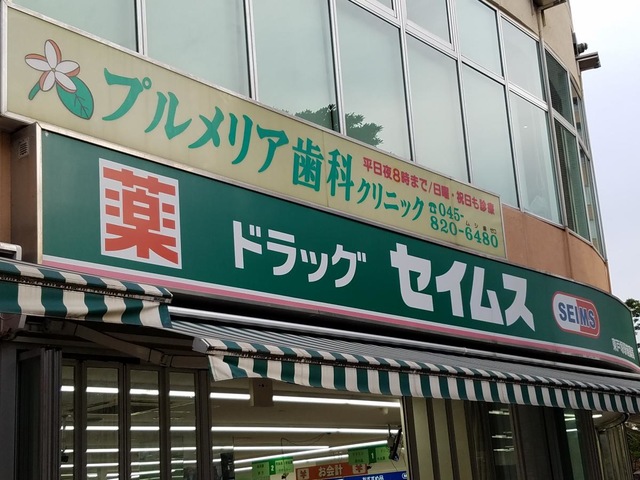 プルメリア歯科クリニック
平日夜8時まで/日曜・祝日も診療
☎045-
820-6480
薬 ドラッグ セイムス
SEIMS
お会計